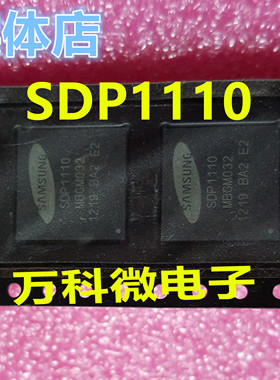 体店
SDP1110
SAMSUNG
SDP1110
MBGM032
1219 BA2 E2
SAMSUNG
SDP1110
MBGM032
1219 BA2 E2
万科微电子